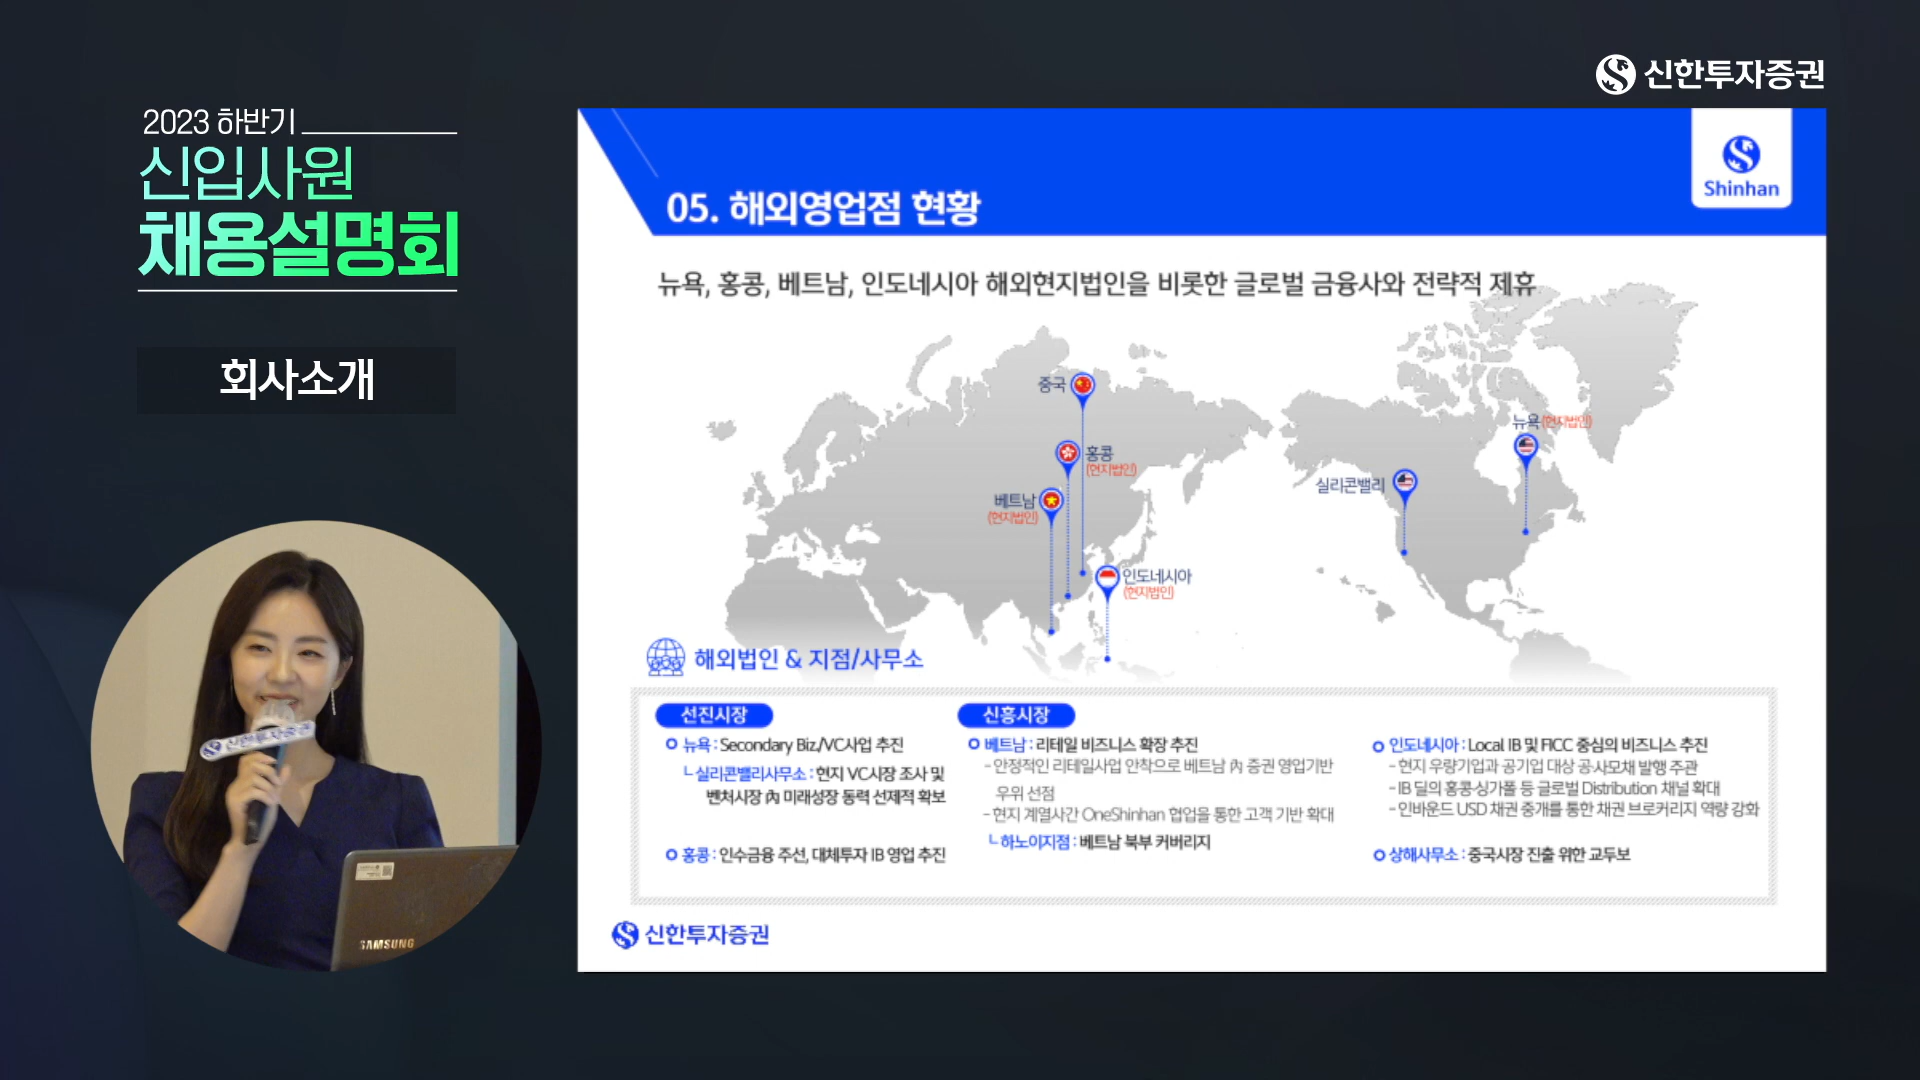 신한투자증권
2023 하반기
신입사원
채용설명회
회사소개
신한투자증권
SAMSUNG
Shinhan
05. 해외영업점 현황
뉴욕, 홍콩, 베트남, 인도네시아 해외현지법인을 비롯한 글로벌 금융사와 전략적 제휴
중국
홍콩
(현지법인)
베트남
(현지법인)
인도네시아
(현지법인)
실리콘밸리
뉴욕(현지법인)
해외법인 & 지점/사무소
선진시장
뉴욕 : Secondary Biz./VC사업 추진
└ 실리콘밸리사무소 : 현지 VC시장 조사 및
벤처시장 內 미래성장 동력 선제적 확보
홍콩 : 인수금융 주선, 대체투자 IB 영업 추진
신흥시장
베트남 : 리테일 비즈니스 확장 추진
- 안정적인 리테일사업 안착으로 베트남 內 증권 영업기반
우위 선점
- 현지 계열사간 OneShinhan 협업을 통한 고객 기반 확대
└ 하노이지점 : 베트남 북부 커버리지
인도네시아 : Local IB 및 FICC 중심의 비즈니스 추진
- 현지 우량기업과 공기업 대상 공·사모채 발행 주관
- IB 딜의 홍콩·싱가폴 등 글로벌 Distribution 채널 확대
- 인바운드 USD 채권 중개를 통한 채권 브로커리지 역량 강화
상해사무소 : 중국시장 진출 위한 교두보
신한투자증권